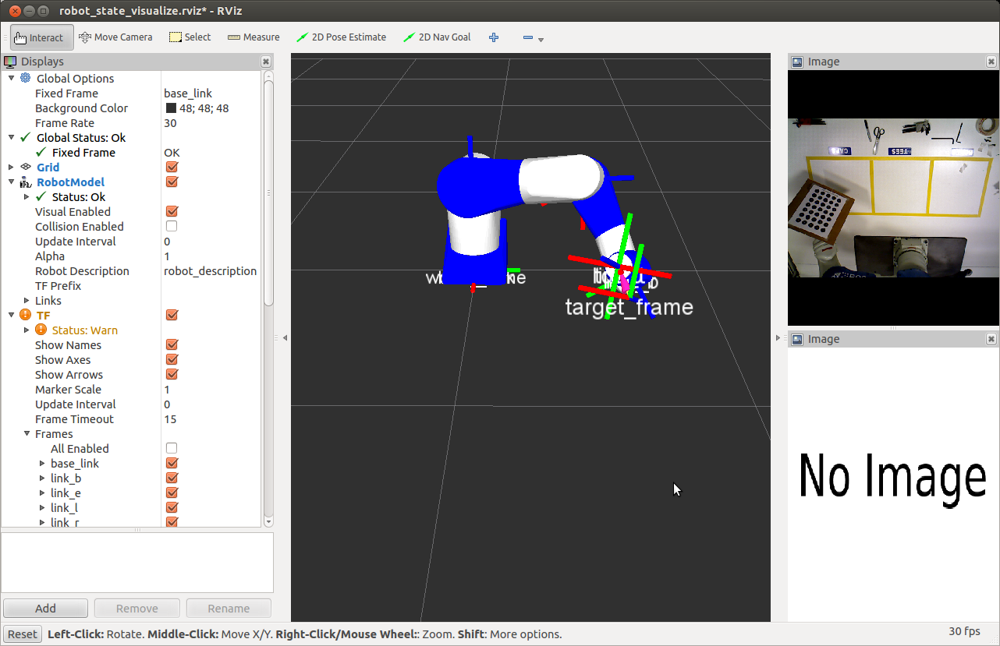 robot_state_visualize.rviz* - RViz
Interact Move Camera Select Measure 2D Pose Estimate 2D Nav Goal
Displays
Global Options
Fixed Frame base_link
Background Color 48; 48; 48
Frame Rate 30
Global Status: Ok
Fixed Frame OK
Grid
RobotModel
Status: Ok
Visual Enabled
Collision Enabled
Update Interval 0
Alpha 1
Robot Description robot_description
TF Prefix
Links
TF
Status: Warn
Show Names
Show Axes
Show Arrows
Marker Scale 1
Update Interval 0
Frame Timeout 15
Frames
All Enabled
base_link
link_b
link_e
link_l
link_r
Add Remove Rename
target_frame
Image
TEES
Image
No Image
Reset Left-Click: Rotate. Middle-Click: Move X/Y. Right-Click/Mouse Wheel:: Zoom. Shift: More options. 30 fps